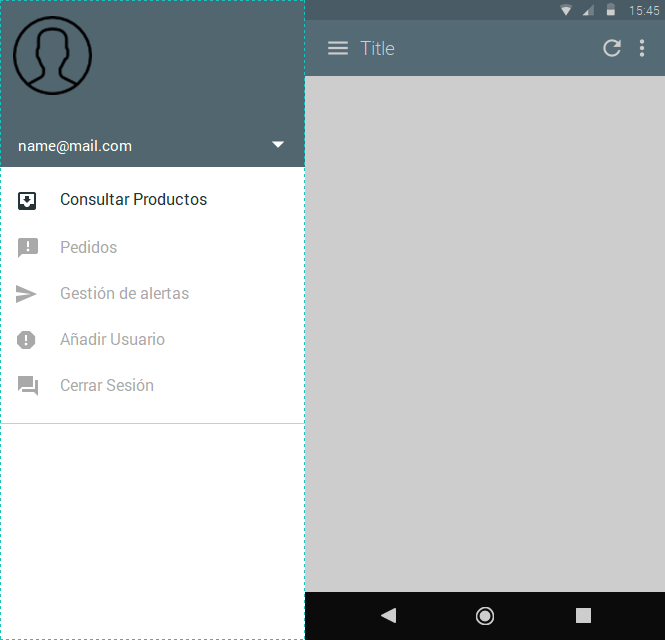 15:45
Title
name@mail.com
Consultar Productos
Pedidos
Gestión de alertas
Añadir Usuario
Cerrar Sesión